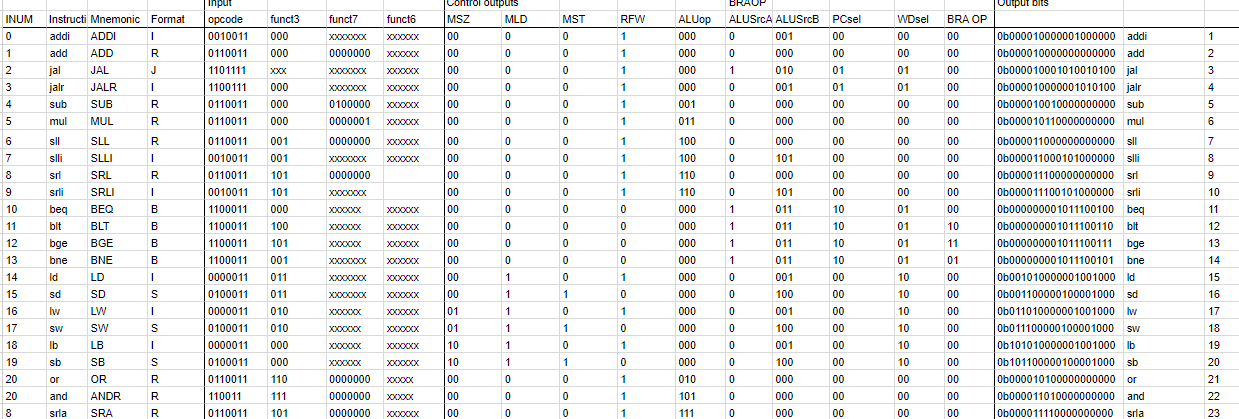 Input Control outputs BRAOP Output bits
INUM Instructi Mnemonic Format opcode funct3 funct7 funct6 MSZ MLD MST RFW ALUop ALUSrcA ALUSrcB PCsel WDsel BRA OP
0 addi ADDI I 0010011 000 xxxxxxx xxxxxx 00 0 0 1 000 0 001 00 00 00 0b000010000001000000 addi 1
1 add ADD R 0110011 000 0000000 xxxxxx 00 0 0 1 000 0 000 00 00 00 0b000010000000000000 add 2
2 jal JAL J 1101111 xxx xxxxxxx xxxxxx 00 0 0 1 000 1 010 01 01 00 0b000010001010010100 jal 3
3 jalr JALR I 1100111 000 xxxxxxx xxxxxx 00 0 0 1 000 0 001 01 01 00 0b000010000001010100 jalr 4
4 sub SUB R 0110011 000 0100000 xxxxxx 00 0 0 1 001 0 000 00 00 00 0b000010010000000000 sub 5
5 mul MUL R 0110011 000 0000001 xxxxxx 00 0 0 1 011 0 000 00 00 00 0b000010110000000000 mul 6
6 sll SLL R 0110011 001 0000000 xxxxxx 00 0 0 1 100 0 000 00 00 00 0b000011000000000000 sll 7
7 slli SLLI I 0010011 001 xxxxxxx xxxxxx 00 0 0 1 100 0 101 00 00 00 0b000011000101000000 slli 8
8 srl SRL R 0110011 101 0000000 00 0 0 1 110 0 000 00 00 00 0b000011100000000000 srl 9
9 srli SRLI I 0010011 101 xxxxxxx 00 0 0 1 110 0 101 00 00 00 0b000011100101000000 srli 10
10 beq BEQ B 1100011 000 xxxxxx xxxxxx 00 0 0 0 000 1 011 10 01 00 0b000000001011100100 beq 11
11 blt BLT B 1100011 100 xxxxxx xxxxxx 00 0 0 0 000 1 011 10 01 10 0b000000001011100110 blt 12
12 bge BGE B 1100011 101 xxxxxx xxxxxx 00 0 0 0 000 1 011 10 01 11 0b000000001011100111 bge 13
13 bne BNE B 1100011 001 xxxxxxx xxxxxx 00 0 0 0 000 1 011 10 01 01 0b000000001011100101 bne 14
14 ld LD I 0000011 011 xxxxxxx xxxxxx 00 1 0 1 000 0 001 00 10 00 0b001010000001001000 ld 15
15 sd SD S 0100011 011 xxxxxxx xxxxxx 00 1 1 0 000 0 100 00 10 00 0b001100000100001000 sd 16
16 lw LW I 0000011 010 xxxxxx xxxxxx 01 1 0 1 000 0 001 00 10 00 0b011010000001001000 lw 17
17 sw SW S 0100011 010 xxxxxxx xxxxxx 01 1 1 0 000 0 100 00 10 00 0b011100000100001000 sw 18
18 lb LB I 0000011 000 xxxxxx xxxxxx 10 1 0 1 000 0 001 00 10 00 0b101010000001001000 lb 19
19 sb SB S 0100011 000 xxxxxx xxxxxx 10 1 1 0 000 0 100 00 10 00 0b101100000100001000 sb 20
20 or OR R 0110011 110 0000000 xxxxx 00 0 0 1 010 0 000 00 00 00 0b000010100000000000 or 21
20 and ANDR R 110011 111 0000000 xxxxx 00 0 0 1 101 0 000 00 00 00 0b000011010000000000 and 22
8 srla SRA R 0110011 101 0000000 xxxxxx 00 0 0 1 111 0 000 00 00 00 0b000011110000000000 srla 23